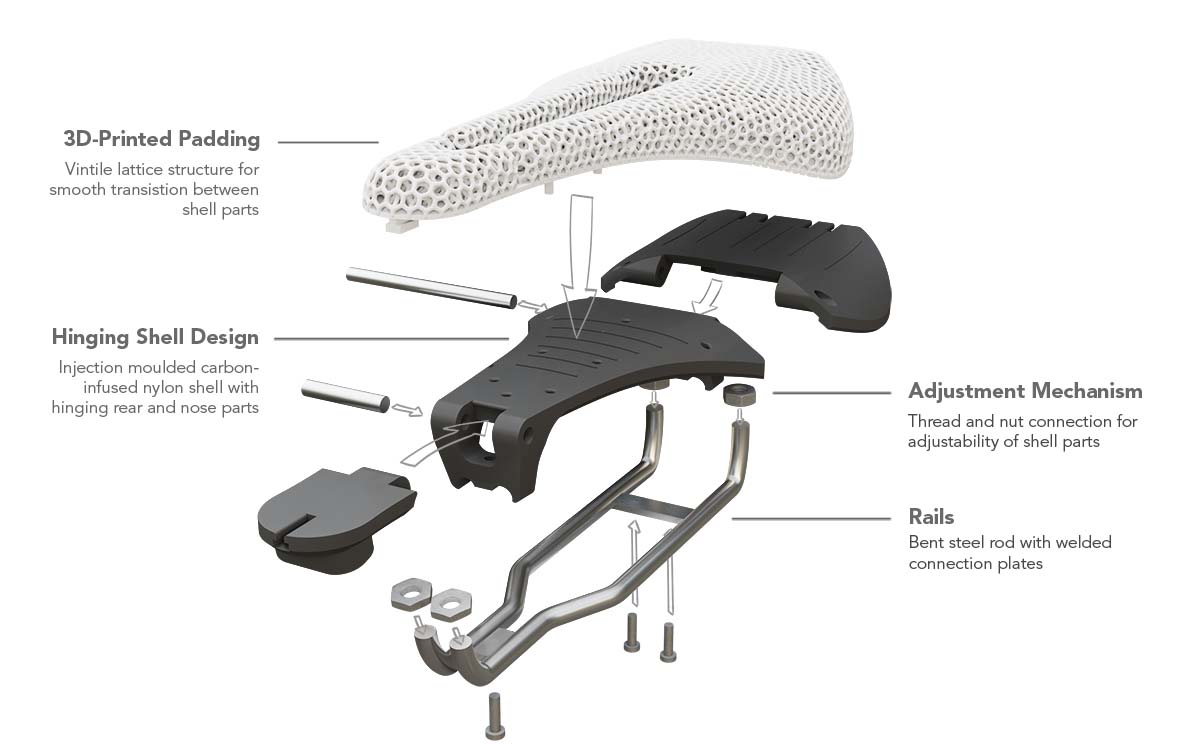 3D-Printed Padding
Vintile lattice structure for
smooth transistion between
shell parts
Hinging Shell Design
Injection moulded carbon-
infused nylon shell with
hinging rear and nose parts
Adjustment Mechanism
Thread and nut connection for
adjustability of shell parts
Rails
Bent steel rod with welded
connection plates